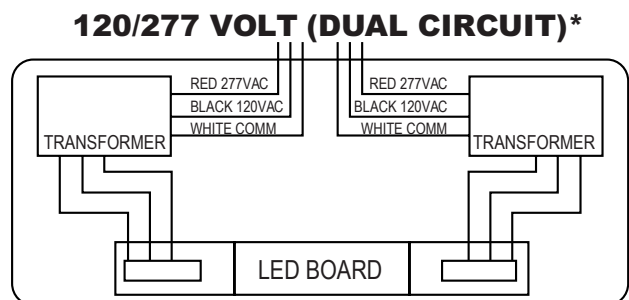 120/277 VOLT (DUAL CIRCUIT)*
RED 277VAC
BLACK 120VAC
WHITE COMM
TRANSFORMER
RED 277VAC
BLACK 120VAC
WHITE COMM
TRANSFORMER
LED BOARD